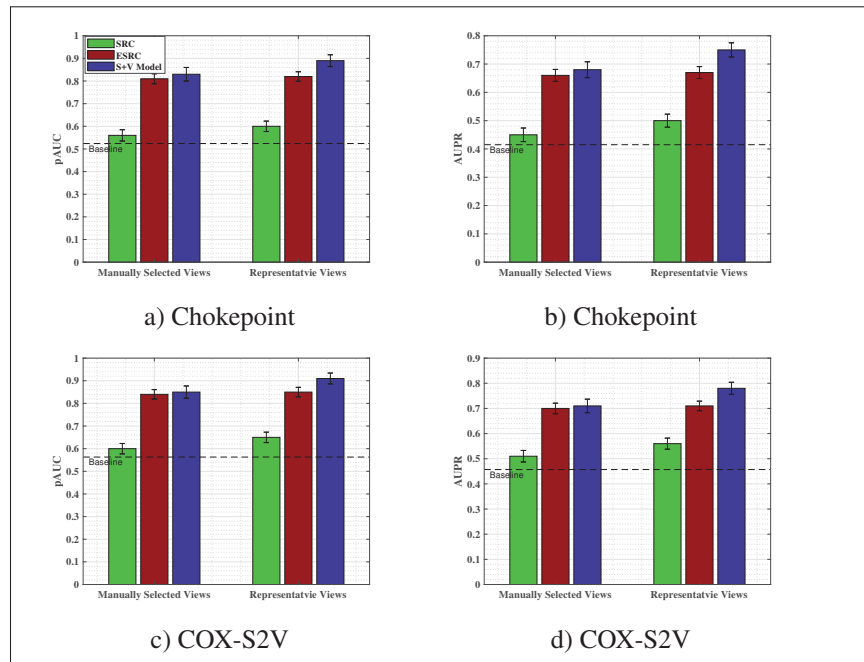 SRC
ESRC
S+V Model
1
0.9
0.8
0.7
0.6
0.5
0.4
0.3
0.2
0.1
0
pAUC
Baseline
Manually Selected Views
Representatvie Views
a) Chokepoint
0.8
0.7
0.6
0.5
0.4
0.3
0.2
0.1
0
AUPR
Baseline
Manually Selected Views
Representatvie Views
b) Chokepoint
1
0.9
0.8
0.7
0.6
0.5
0.4
0.3
0.2
0.1
0
pAUC
Baseline
Manually Selected Views
Representatvie Views
c) COX-S2V
0.9
0.8
0.7
0.6
0.5
0.4
0.3
0.2
0.1
0
AUPR
Baseline
Manually Selected Views
Representatvie Views
d) COX-S2V